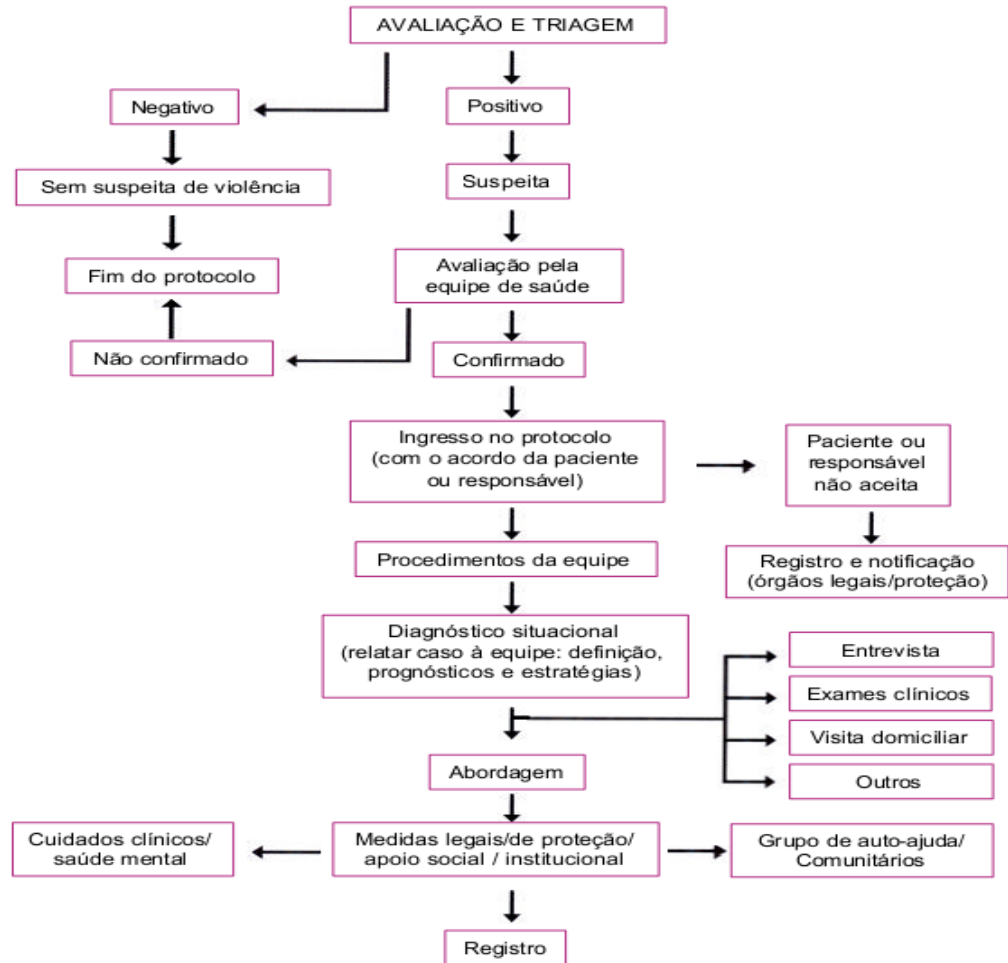 AVALIAÇÃO E TRIAGEM
Negativo
Positivo
Sem suspeita de violência
Suspeita
Fim do protocolo
Avaliação pela
equipe de saúde
Não confirmado
Confirmado
Ingresso no protocolo
(com o acordo da paciente
ou responsável)
Paciente ou
responsável
não aceita
Procedimentos da equipe
Registro e notificação
(órgãos legais/proteção)
Diagnóstico situacional
(relatar caso à equipe: definição,
prognósticos e estratégias)
Entrevista
Exames clínicos
Visita domiciliar
Outros
Abordagem
Cuidados clínicos/
saúde mental
Medidas legais/de proteção/
apoio social / institucional
Grupo de auto-ajuda/
Comunitários
Registro